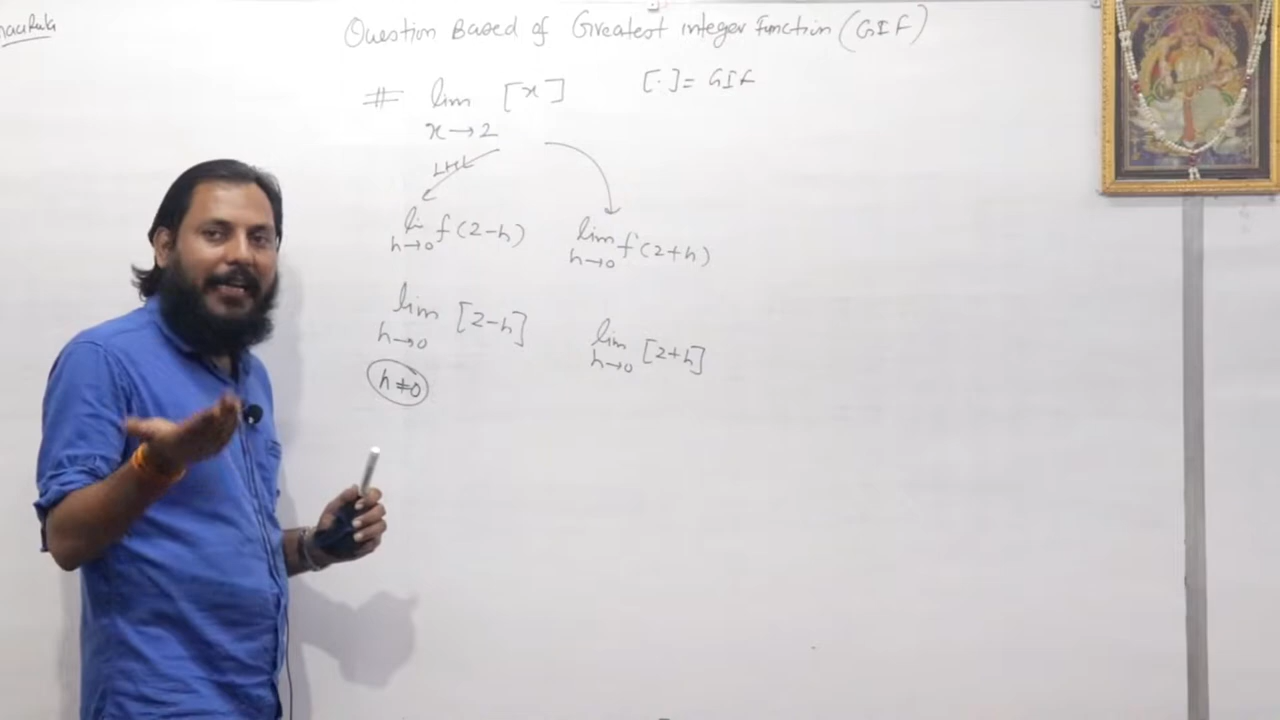 Question Based of Greatest integer function (GIF)
# lim [x] [.] = GIF
x→2
LHL
li f(2-h) lim f(2+h)
h→0 h→0
lim [2-h] lim [2+h]
h→0 h→0
h≠0